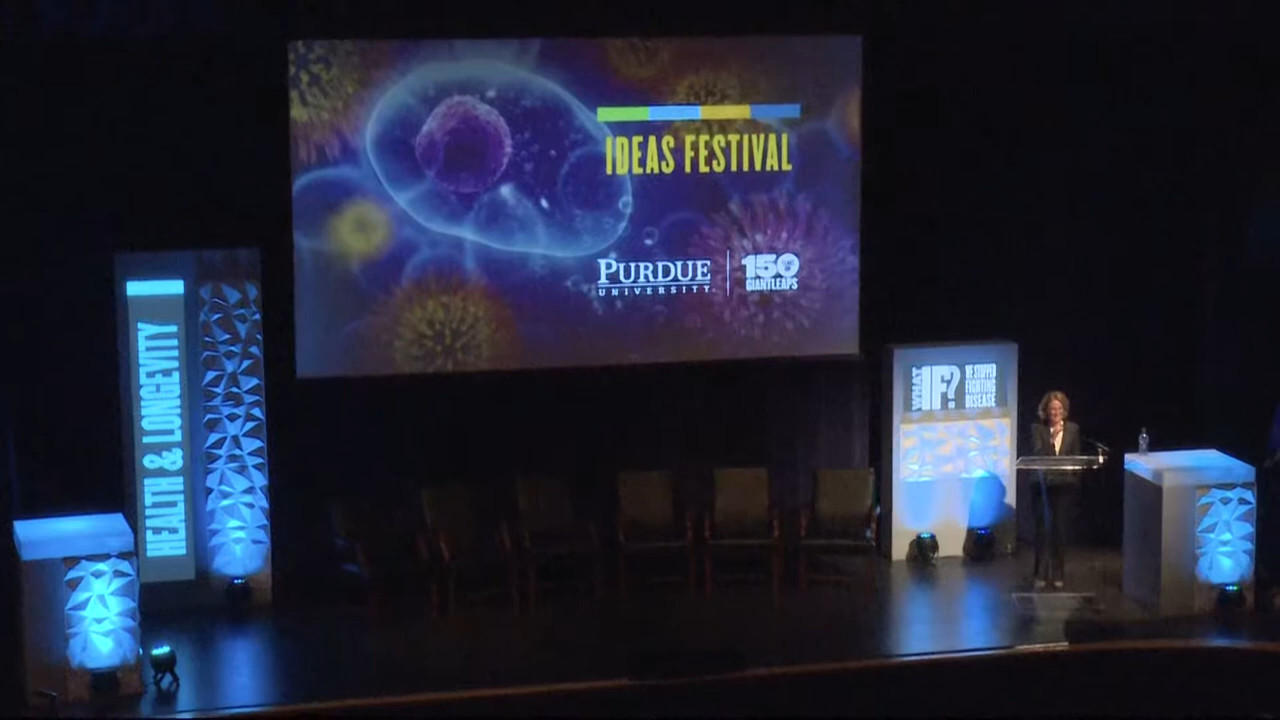 IDEAS FESTIVAL
PURDUE
UNIVERSITY
150
GIANT LEAPS
HEALTH & LONGEVITY
WHAT
IF?
WE STOPPED
FIGHTING
DISEASE